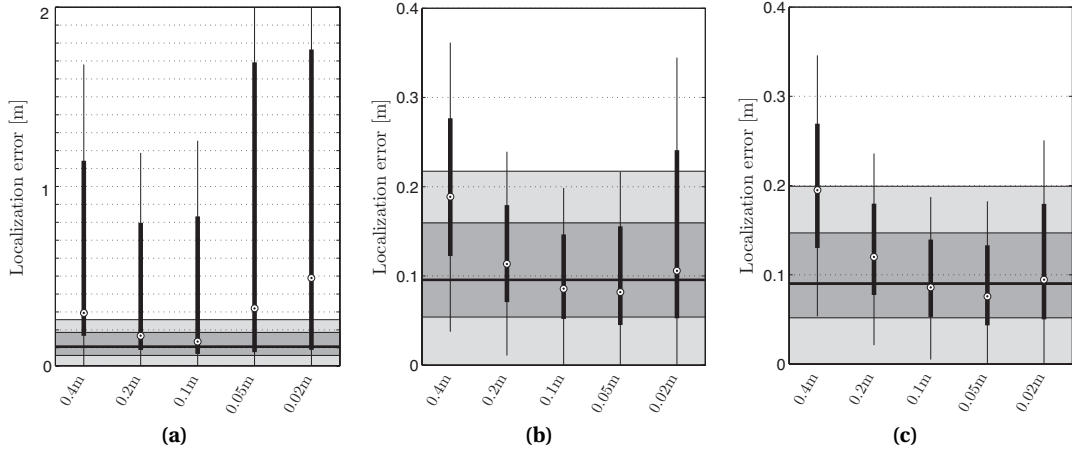 Localization error [m]
2
1
0
0.4m
0.2m
0.1m
0.05m
0.02m
(a)
Localization error [m]
0.4
0.3
0.2
0.1
0
0.4m
0.2m
0.1m
0.05m
0.02m
(b)
Localization error [m]
0.4
0.3
0.2
0.1
0
0.4m
0.2m
0.1m
0.05m
0.02m
(c)